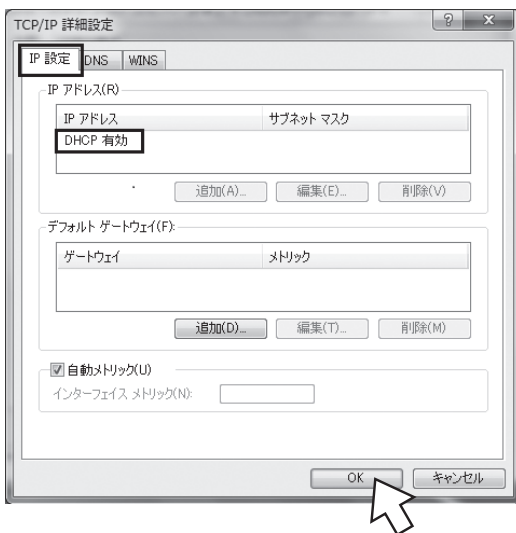 TCP/IP 詳細設定
IP 設定 DNS WINS
IP アドレス(R)
IP アドレス サブネット マスク
DHCP 有効
追加(A)... 編集(E)... 削除(V)
デフォルト ゲートウェイ(F):
ゲートウェイ メトリック
追加(D)... 編集(T)... 削除(M)
自動メトリック(U)
インターフェイス メトリック(N):
OK キャンセル